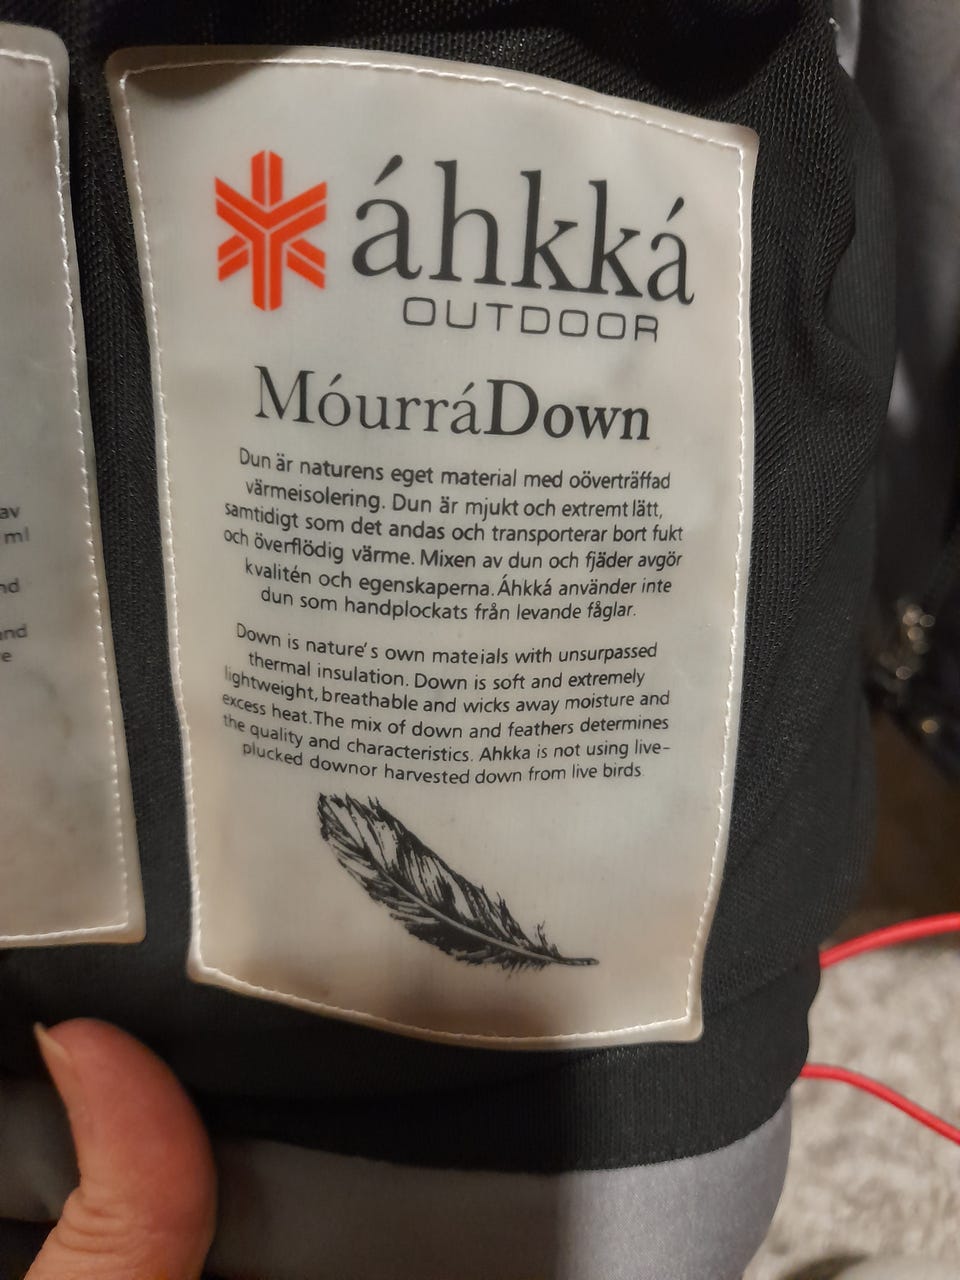 áhkká
OUTDOOR
MóurráDown
Dun är naturens eget material med oöverträffad
värmeisolering. Dun är mjukt och extremt lätt,
samtidigt som det andas och transporterar bort fukt
och överflödig värme. Mixen av dun och fjäder avgör
kvalitén och egenskaperna. Áhkká använder inte
dun som handplockats från levande fåglar.
Down is nature's own mateials with unsurpassed
thermal insulation. Down is soft and extremely
lightweight, breathable and wicks away moisture and
excess heat. The mix of down and feathers determines
the quality and characteristics. Ahkka is not using live-
plucked downor harvested down from live birds.
av
ml